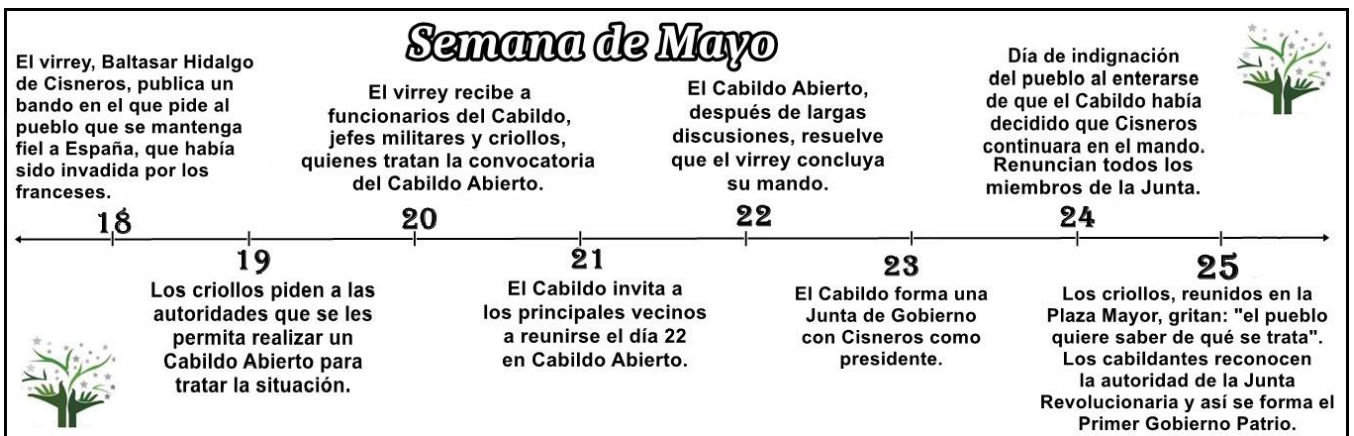 Semana de Mayo
El virrey, Baltasar Hidalgo
de Cisneros, publica un
bando en el que pide al
pueblo que se mantenga
fiel a España, que había
sido invadida por los
franceses.
18
19
Los criollos piden a las
autoridades que se les
permita realizar un
Cabildo Abierto para
tratar la situación.
El virrey recibe a
funcionarios del Cabildo,
jefes militares y criollos,
quienes tratan la convocatoria
del Cabildo Abierto.
20
21
El Cabildo invita a
los principales vecinos
a reunirse el día 22
en Cabildo Abierto.
El Cabildo Abierto,
después de largas
discusiones, resuelve
que el virrey concluya
su mando.
22
23
El Cabildo forma una
Junta de Gobierno
con Cisneros como
presidente.
Día de indignación
del pueblo al enterarse
de que el Cabildo había
decidido que Cisneros
continuara en el mando.
Renuncian todos los
miembros de la Junta.
24
25
Los criollos, reunidos en la
Plaza Mayor, gritan: "el pueblo
quiere saber de qué se trata".
Los cabildantes reconocen
la autoridad de la Junta
Revolucionaria y así se forma el
Primer Gobierno Patrio.